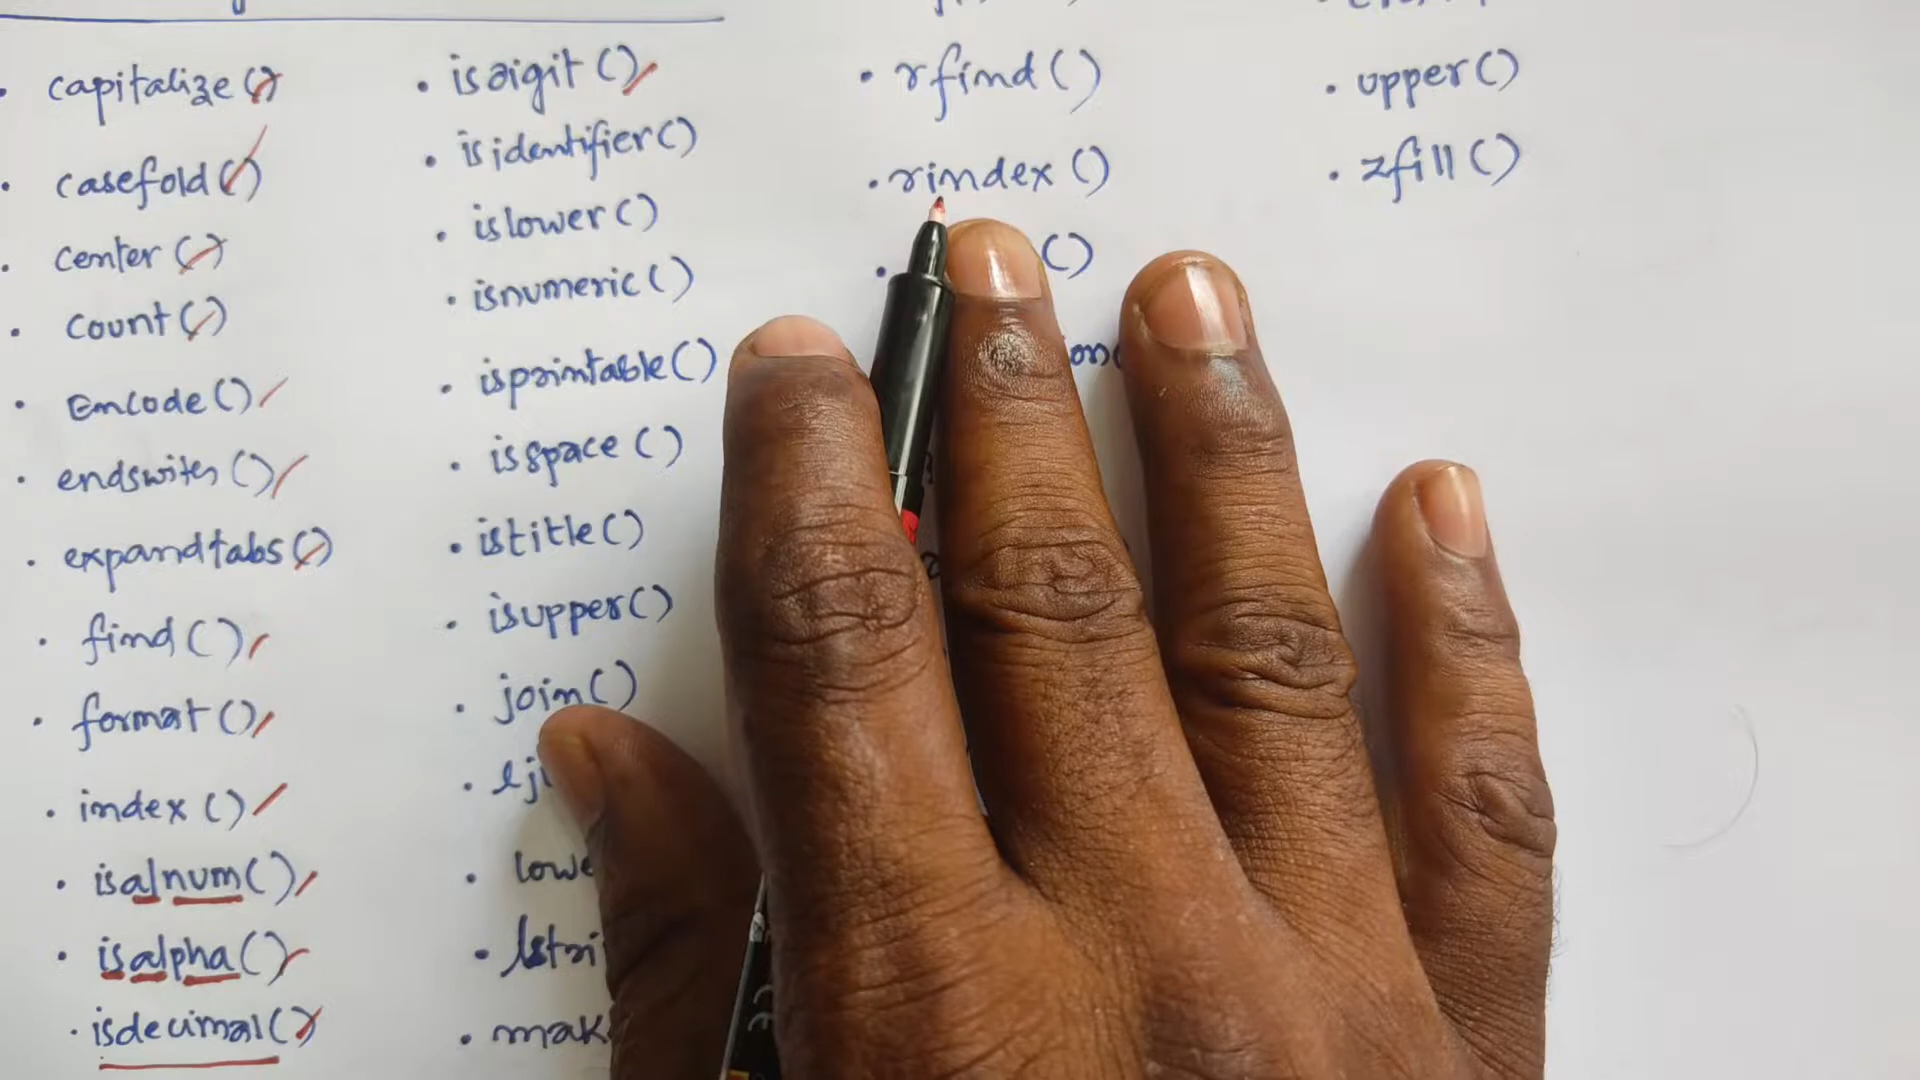 capitalize()
casefold()
center()
count()
Encode()
endswith()
expandtabs()
find()
format()
index()
isalnum()
isalpha()
isdecimal()
isdigit()
isidentifier()
islower()
isnumeric()
isprintable()
isspace()
istitle()
isupper()
join()
rfind()
rindex()
()
upper()
zfill()